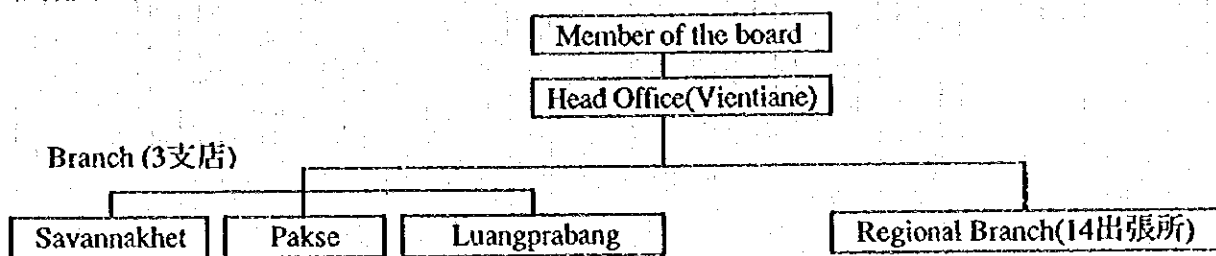 Member of the board
Head Office(Vientiane)
Branch (3支店)
Savannakhet
Pakse
Luangprabang
Regional Branch(14出張所)